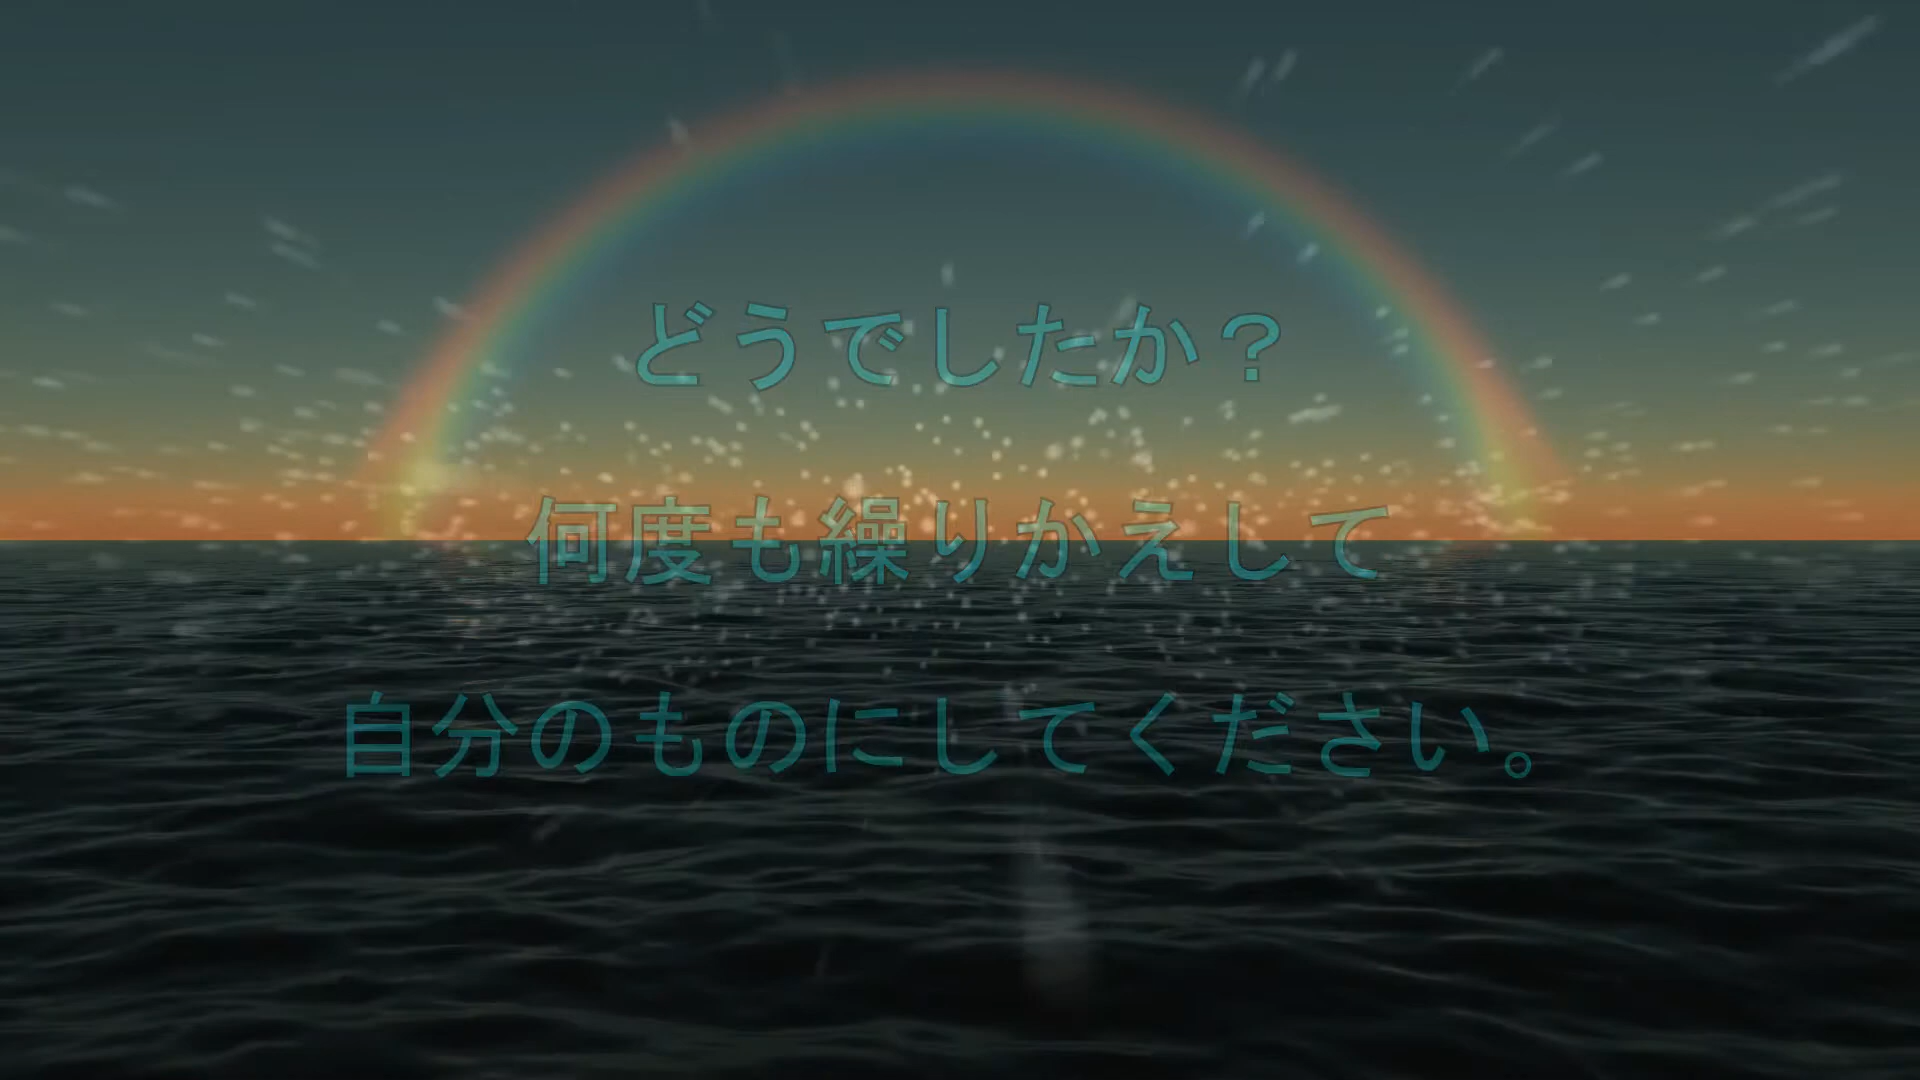 どうでしたか？
何度も繰りかえして
自分のものにしてください。